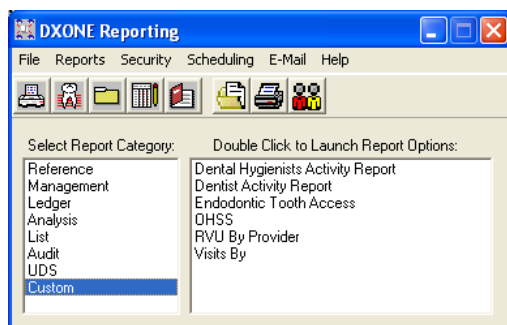 DXONE Reporting
File Reports Security Scheduling E-Mail Help
Select Report Category:
Reference
Management
Ledger
Analysis
List
Audit
UDS
Custom
Double Click to Launch Report Options:
Dental Hygienists Activity Report
Dentist Activity Report
Endodontic Tooth Access
OHSS
RVU By Provider
Visits By